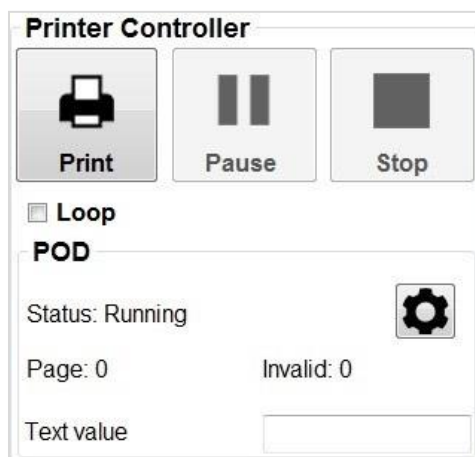 Printer Controller
Print Pause Stop
Loop
POD
Status: Running
Page: 0 Invalid: 0
Text value